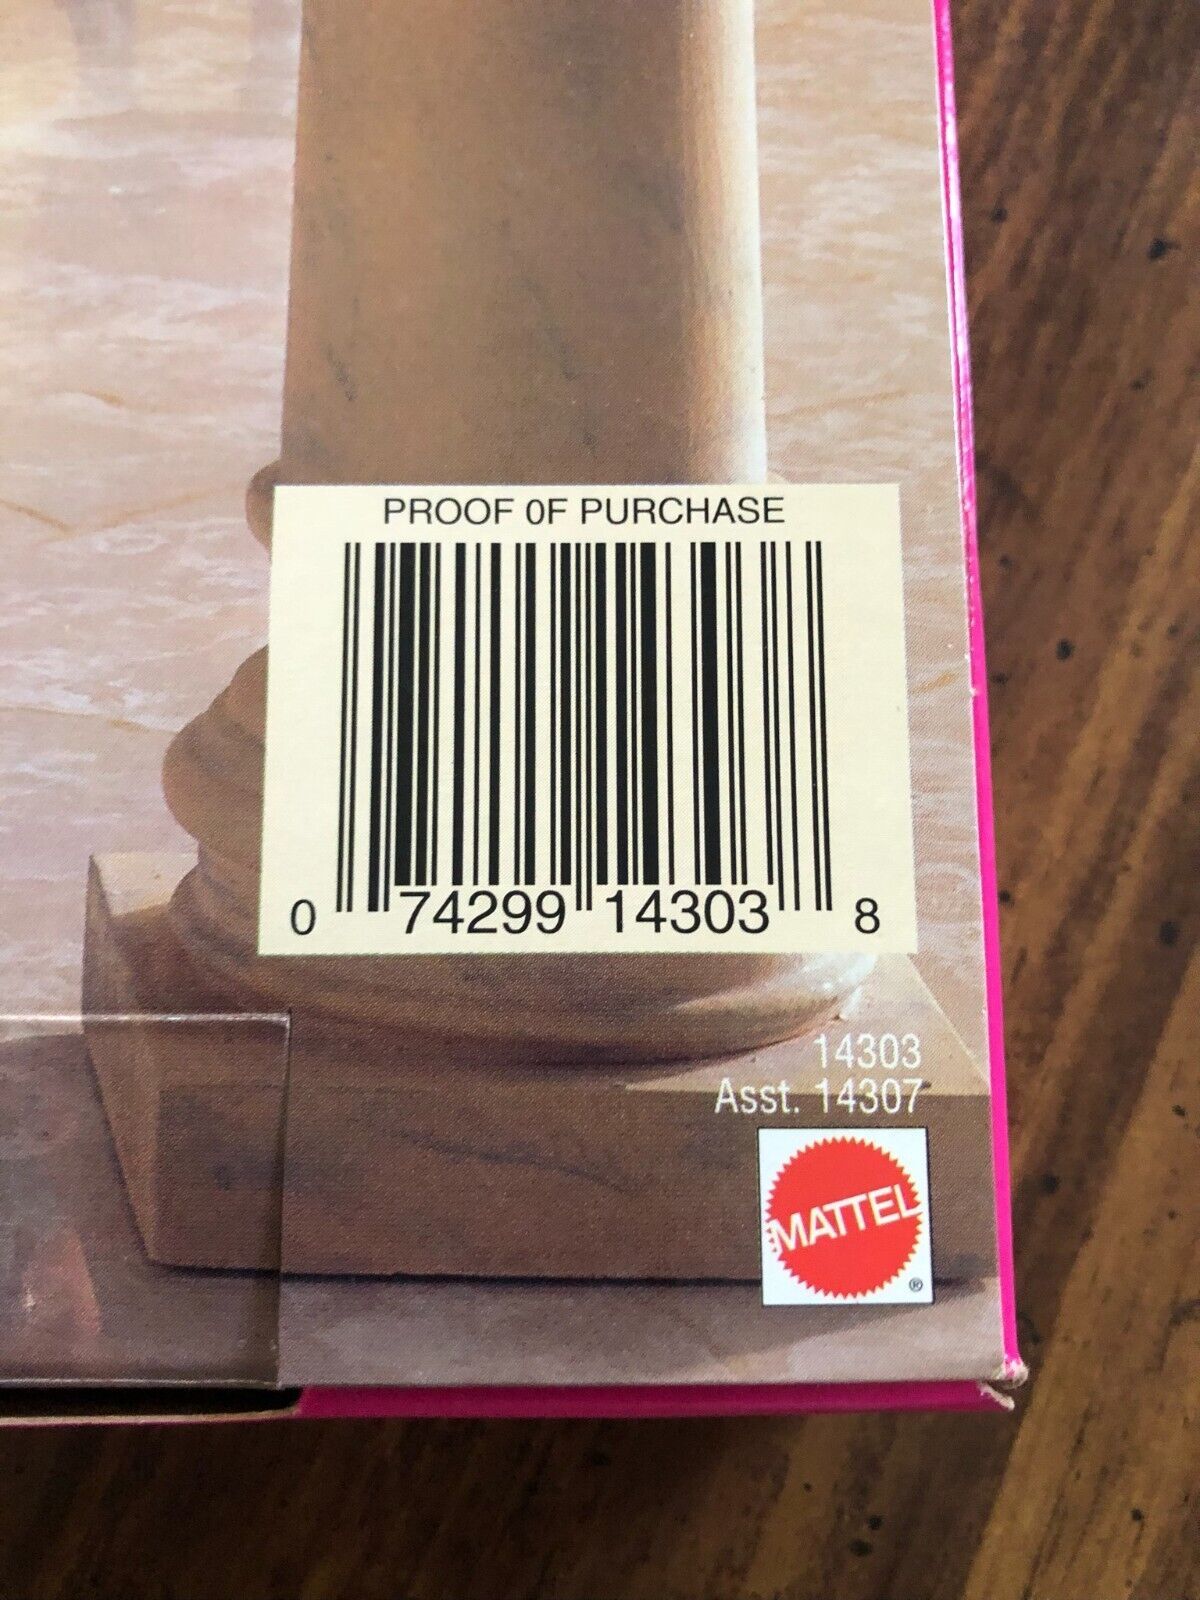 PROOF 0F PURCHASE
0 74299 14303 8
14303
Asst. 14307
MATTEL
®